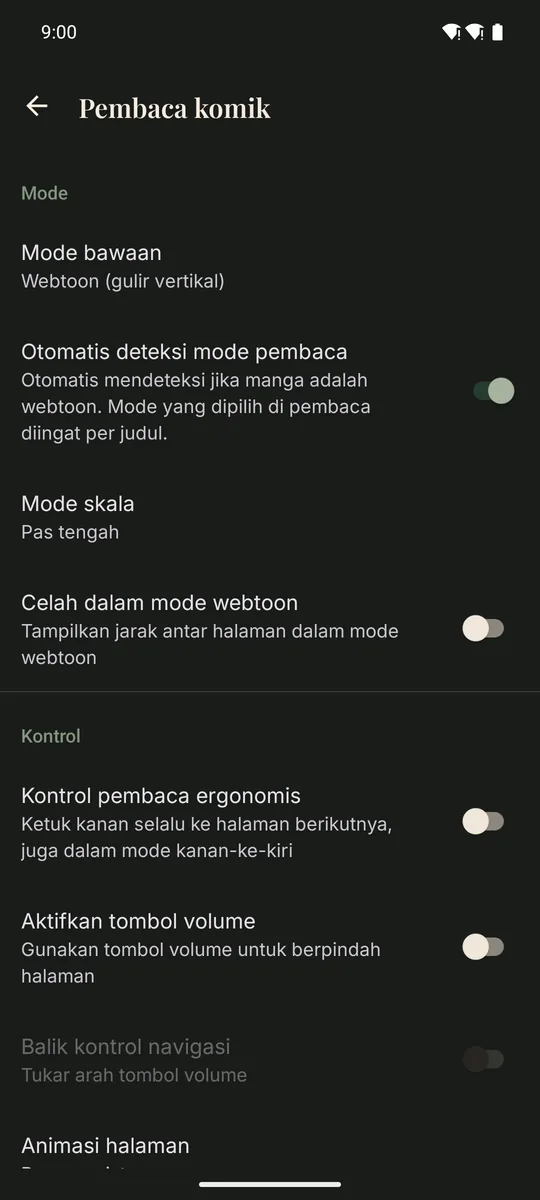 9:00
Pembaca komik
Mode
Mode bawaan
Webtoon (gulir vertikal)
Otomatis deteksi mode pembaca
Otomatis mendeteksi jika manga adalah
webtoon. Mode yang dipilih di pembaca
diingat per judul.
Mode skala
Pas tengah
Celah dalam mode webtoon
Tampilkan jarak antar halaman dalam mode
webtoon
Kontrol
Kontrol pembaca ergonomis
Ketuk kanan selalu ke halaman berikutnya,
juga dalam mode kanan-ke-kiri
Aktifkan tombol volume
Gunakan tombol volume untuk berpindah
halaman
Balik kontrol navigasi
Tukar arah tombol volume
Animasi halaman